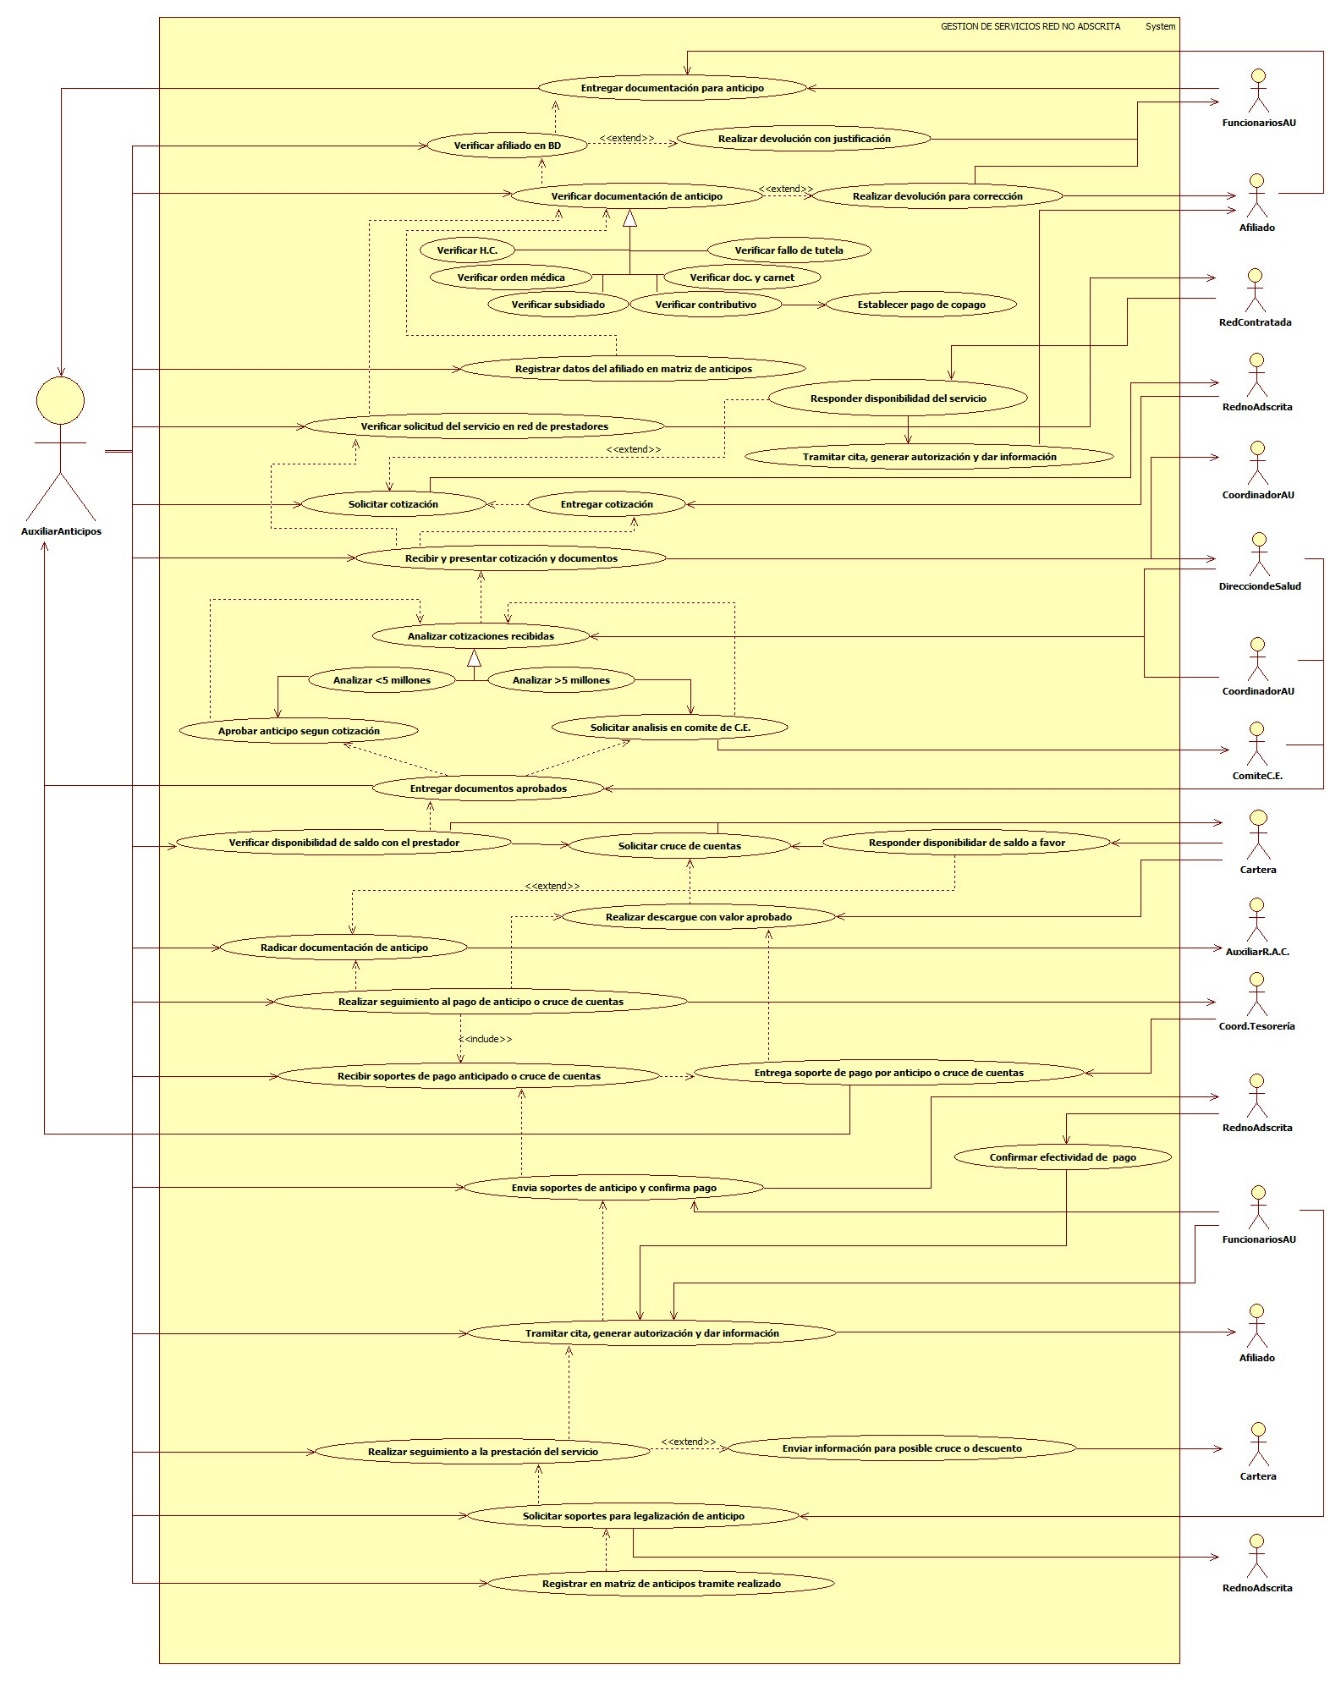 GESTION DE SERVICIOS RED NO ADSCRITA System
Entregar documentación para anticipo
FuncionariosAU
Verificar afiliado en BD
<<extend>>
Realizar devolución con justificación
Verificar documentación de anticipo
<<extend>>
Realizar devolución para corrección
Afiliado
Verificar H.C.
Verificar fallo de tutela
Verificar orden médica
Verificar doc. y carnet
Verificar subsidiado
Verificar contributivo
Establecer pago de copago
RedContratada
Registrar datos del afiliado en matriz de anticipos
Responder disponibilidad del servicio
RednoAdscrita
Verificar solicitud del servicio en red de prestadores
<<extend>>
Tramitar cita, generar autorización y dar información
CoordinadorAU
Solicitar cotización
Entregar cotización
AuxiliarAnticipos
Recibir y presentar cotización y documentos
DirecciondeSalud
Analizar cotizaciones recibidas
Analizar <5 millones
Analizar >5 millones
CoordinadorAU
Aprobar anticipo segun cotización
Solicitar analisis en comite de C.E.
ComiteC.E.
Entregar documentos aprobados
Verificar disponibilidad de saldo con el prestador
Solicitar cruce de cuentas
Responder disponibilidar de saldo a favor
Cartera
<<extend>>
Realizar descargue con valor aprobado
Radicar documentación de anticipo
AuxiliarR.A.C.
Realizar seguimiento al pago de anticipo o cruce de cuentas
Coord.Tesorería
<<include>>
Recibir soportes de pago anticipado o cruce de cuentas
Entrega soporte de pago por anticipo o cruce de cuentas
RednoAdscrita
Confirmar efectividad de pago
Envia soportes de anticipo y confirma pago
FuncionariosAU
Tramitar cita, generar autorización y dar información
Afiliado
Realizar seguimiento a la prestación del servicio
<<extend>>
Enviar información para posible cruce o descuento
Cartera
Solicitar soportes para legalización de anticipo
Registrar en matriz de anticipos tramite realizado
RednoAdscrita